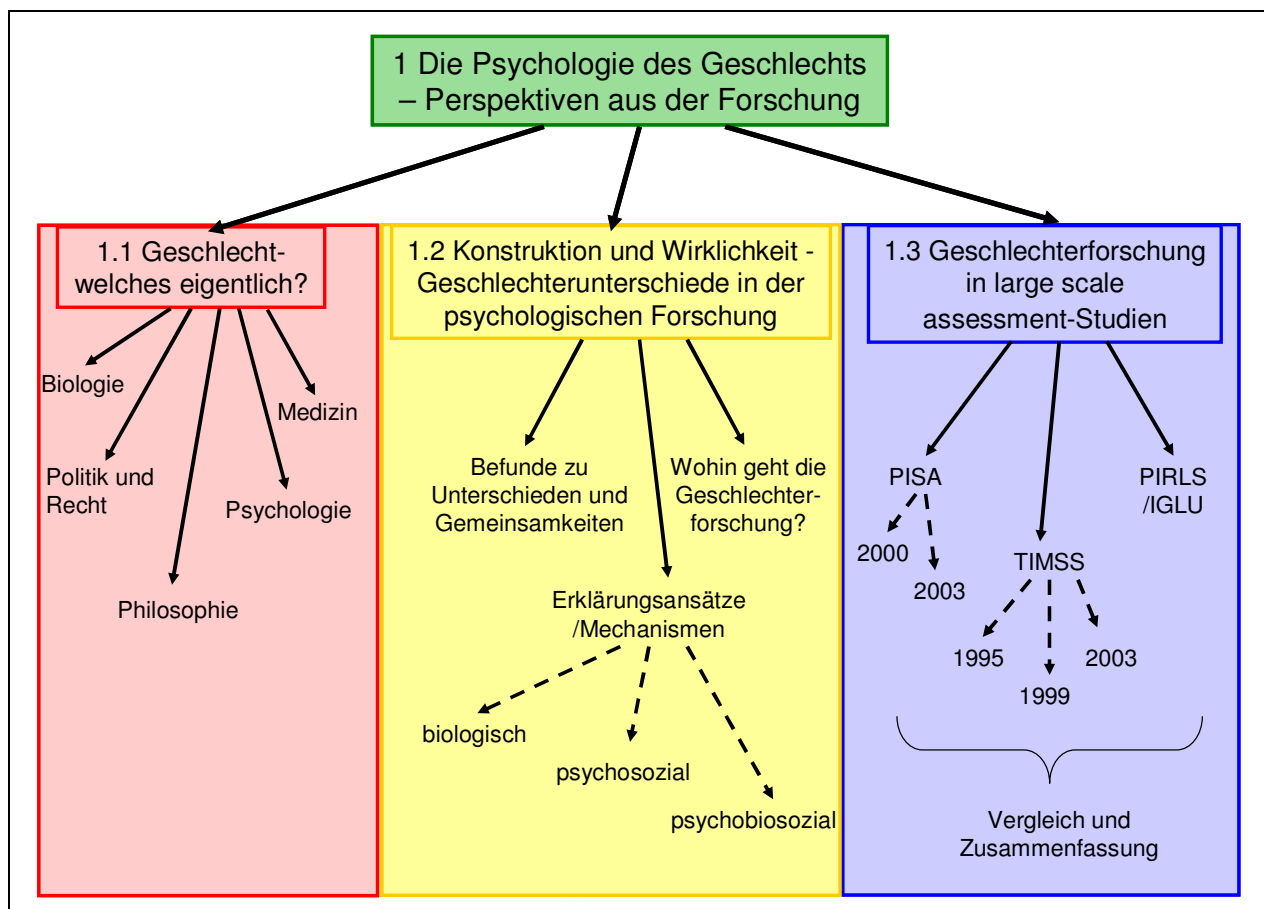 1 Die Psychologie des Geschlechts
– Perspektiven aus der Forschung
1.1 Geschlecht-
welches eigentlich?
Biologie
Medizin
Politik und
Recht
Psychologie
Philosophie
1.2 Konstruktion und Wirklichkeit -
Geschlechterunterschiede in der
psychologischen Forschung
Befunde zu
Unterschieden und
Gemeinsamkeiten
Wohin geht die
Geschlechter-
forschung?
Erklärungsansätze
/Mechanismen
biologisch
psychosozial
psychobiosozial
1.3 Geschlechterforschung
in large scale
assessment-Studien
PISA
2000
2003
PIRLS
/IGLU
TIMSS
1995
2003
1999
Vergleich und
Zusammenfassung